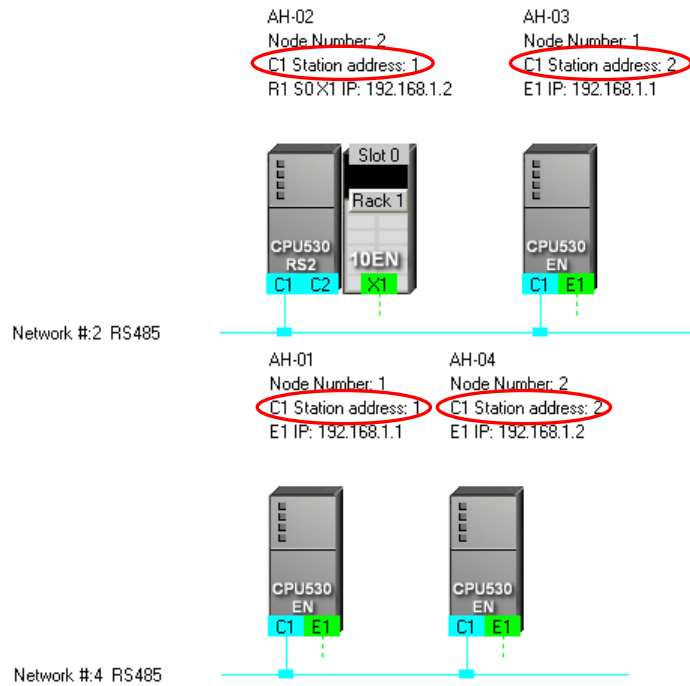 AH-02
Node Number: 2
C1 Station address: 1
R1 S0 X1 IP: 192.168.1.2
AH-03
Node Number: 1
C1 Station address: 2
E1 IP: 192.168.1.1
Slot 0
Rack 1
CPU530
RS2
10EN
C1 C2
X1
CPU530
EN
C1 E1
Network #:2 RS485
AH-01
Node Number: 1
C1 Station address: 1
E1 IP: 192.168.1.1
AH-04
Node Number: 2
C1 Station address: 2
E1 IP: 192.168.1.2
CPU530
EN
C1 E1
CPU530
EN
C1 E1
Network #:4 RS485